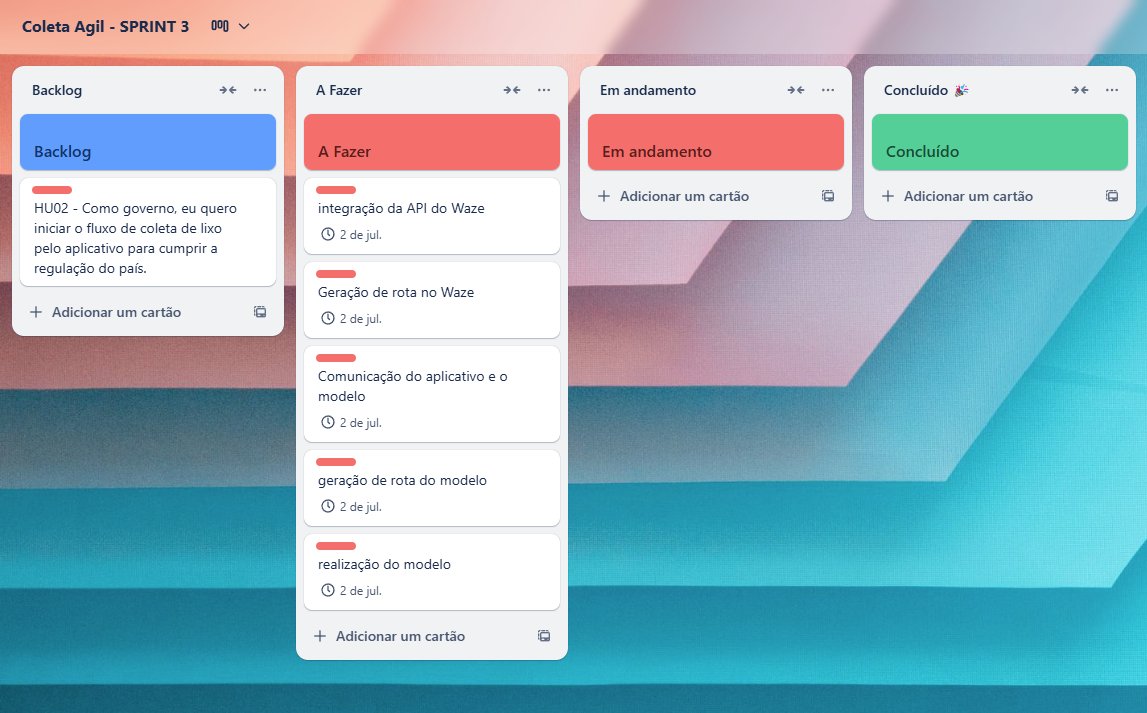 Coleta Agil - SPRINT 3
Backlog
Backlog
HU02 - Como governo, eu quero
iniciar o fluxo de coleta de lixo
pelo aplicativo para cumprir a
regulação do país.
Adicionar um cartão
A Fazer
A Fazer
integração da API do Waze
2 de jul.
Geração de rota no Waze
2 de jul.
Comunicação do aplicativo e o
modelo
2 de jul.
geração de rota do modelo
2 de jul.
realização do modelo
2 de jul.
Adicionar um cartão
Em andamento
Em andamento
Adicionar um cartão
Concluído 🎉
Concluído
Adicionar um cartão